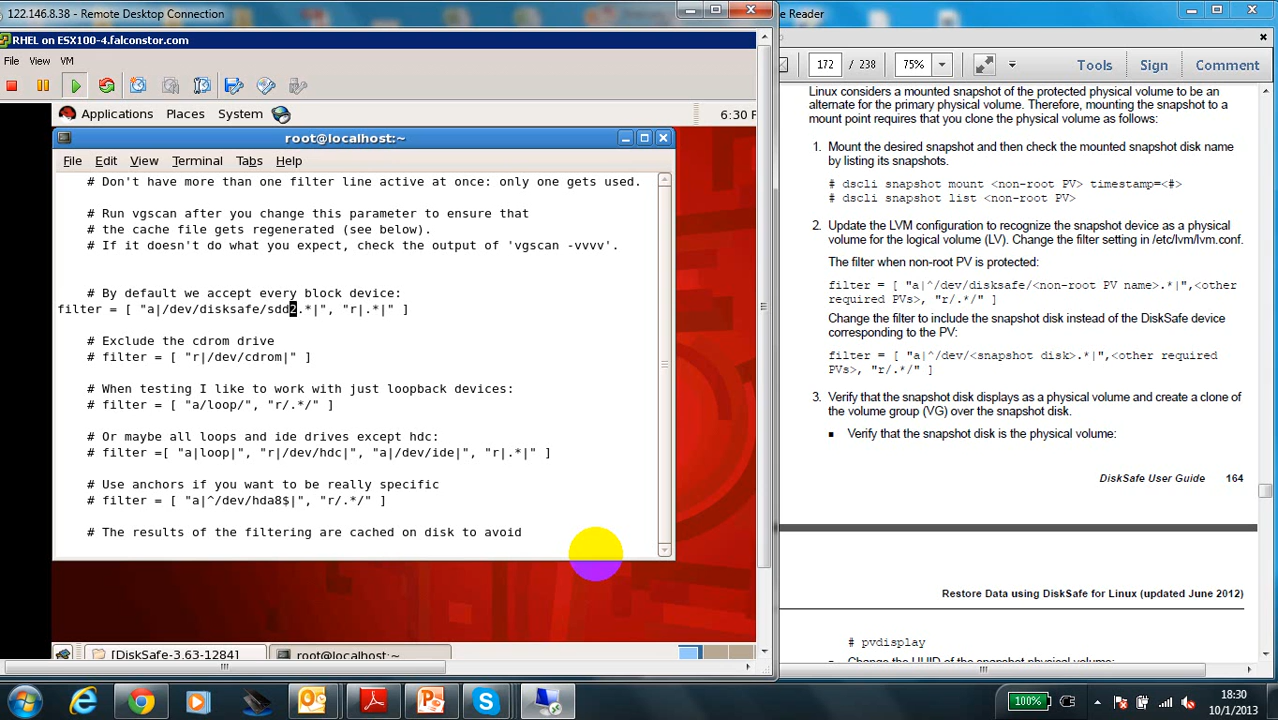 122.146.8.38 - Remote Desktop Connection
RHEL on ESX100-4.falconstor.com
File View VM
Applications Places System
6:30
root@localhost:~
File Edit View Terminal Tabs Help
# Don't have more than one filter line active at once: only one gets used.
# Run vgscan after you change this parameter to ensure that
# the cache file gets regenerated (see below).
# If it doesn't do what you expect, check the output of 'vgscan -vvvv'.
# By default we accept every block device:
filter = [ "a|/dev/disksafe/sdd2.*|", "r|.*|" ]
# Exclude the cdrom drive
# filter = [ "r|/dev/cdrom|" ]
# When testing I like to work with just loopback devices:
# filter = [ "a/loop/", "r/.*/" ]
# Or maybe all loops and ide drives except hdc:
# filter =[ "a|loop|", "r|/dev/hdc|", "a|/dev/ide|", "r|.*|" ]
# Use anchors if you want to be really specific
# filter = [ "a|^/dev/hda8$|", "r/.*/" ]
# The results of the filtering are cached on disk to avoid
[DiskSafe-3.63-1284]
root@localhost:~
Reader
172 / 238 75%
Tools Sign Comment
Linux considers a mounted snapshot of the protected physical volume to be an
alternate for the primary physical volume. Therefore, mounting the snapshot to a
mount point requires that you clone the physical volume as follows:
1. Mount the desired snapshot and then check the mounted snapshot disk name
by listing its snapshots.
# dscli snapshot mount <non-root PV> timestamp=<#>
# dscli snapshot list <non-root PV>
2. Update the LVM configuration to recognize the snapshot device as a physical
volume for the logical volume (LV). Change the filter setting in /etc/lvm/lvm.conf.
The filter when non-root PV is protected:
filter = [ "a|^/dev/disksafe/<non-root PV name>.*|",<other
required PVs>, "r/.*/" ]
Change the filter to include the snapshot disk instead of the DiskSafe device
corresponding to the PV:
filter = [ "a|^/dev/<snapshot disk>.*|",<other required
PVs>, "r/.*/" ]
3. Verify that the snapshot disk displays as a physical volume and create a clone of
the volume group (VG) over the snapshot disk.
▪ Verify that the snapshot disk is the physical volume:
DiskSafe User Guide 164
Restore Data using DiskSafe for Linux (updated June 2012)
# pvdisplay
Change the UUID of the snapshot physical volume:
100%
18:30
10/1/2013